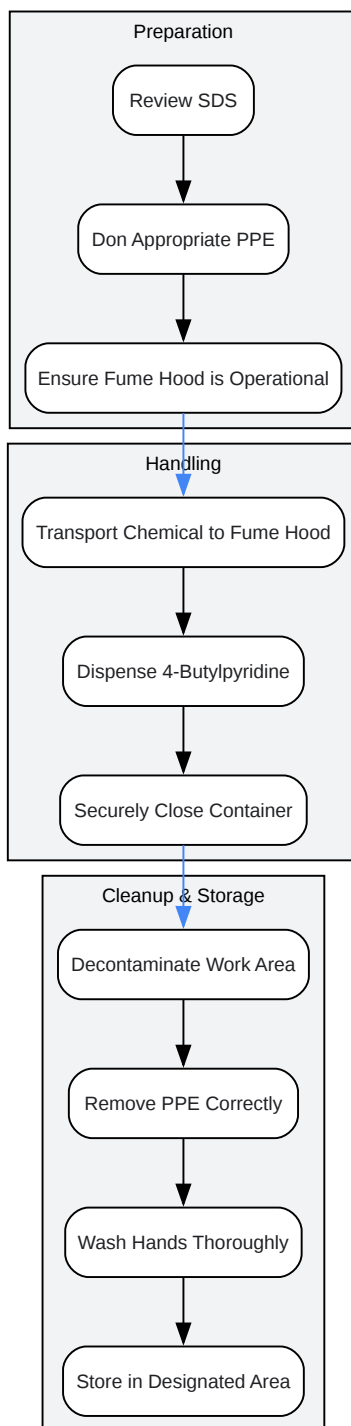 Preparation
Review SDS
Don Appropriate PPE
Ensure Fume Hood is Operational
Handling
Transport Chemical to Fume Hood
Dispense 4-Butylpyridine
Securely Close Container
Cleanup & Storage
Decontaminate Work Area
Remove PPE Correctly
Wash Hands Thoroughly
Store in Designated Area